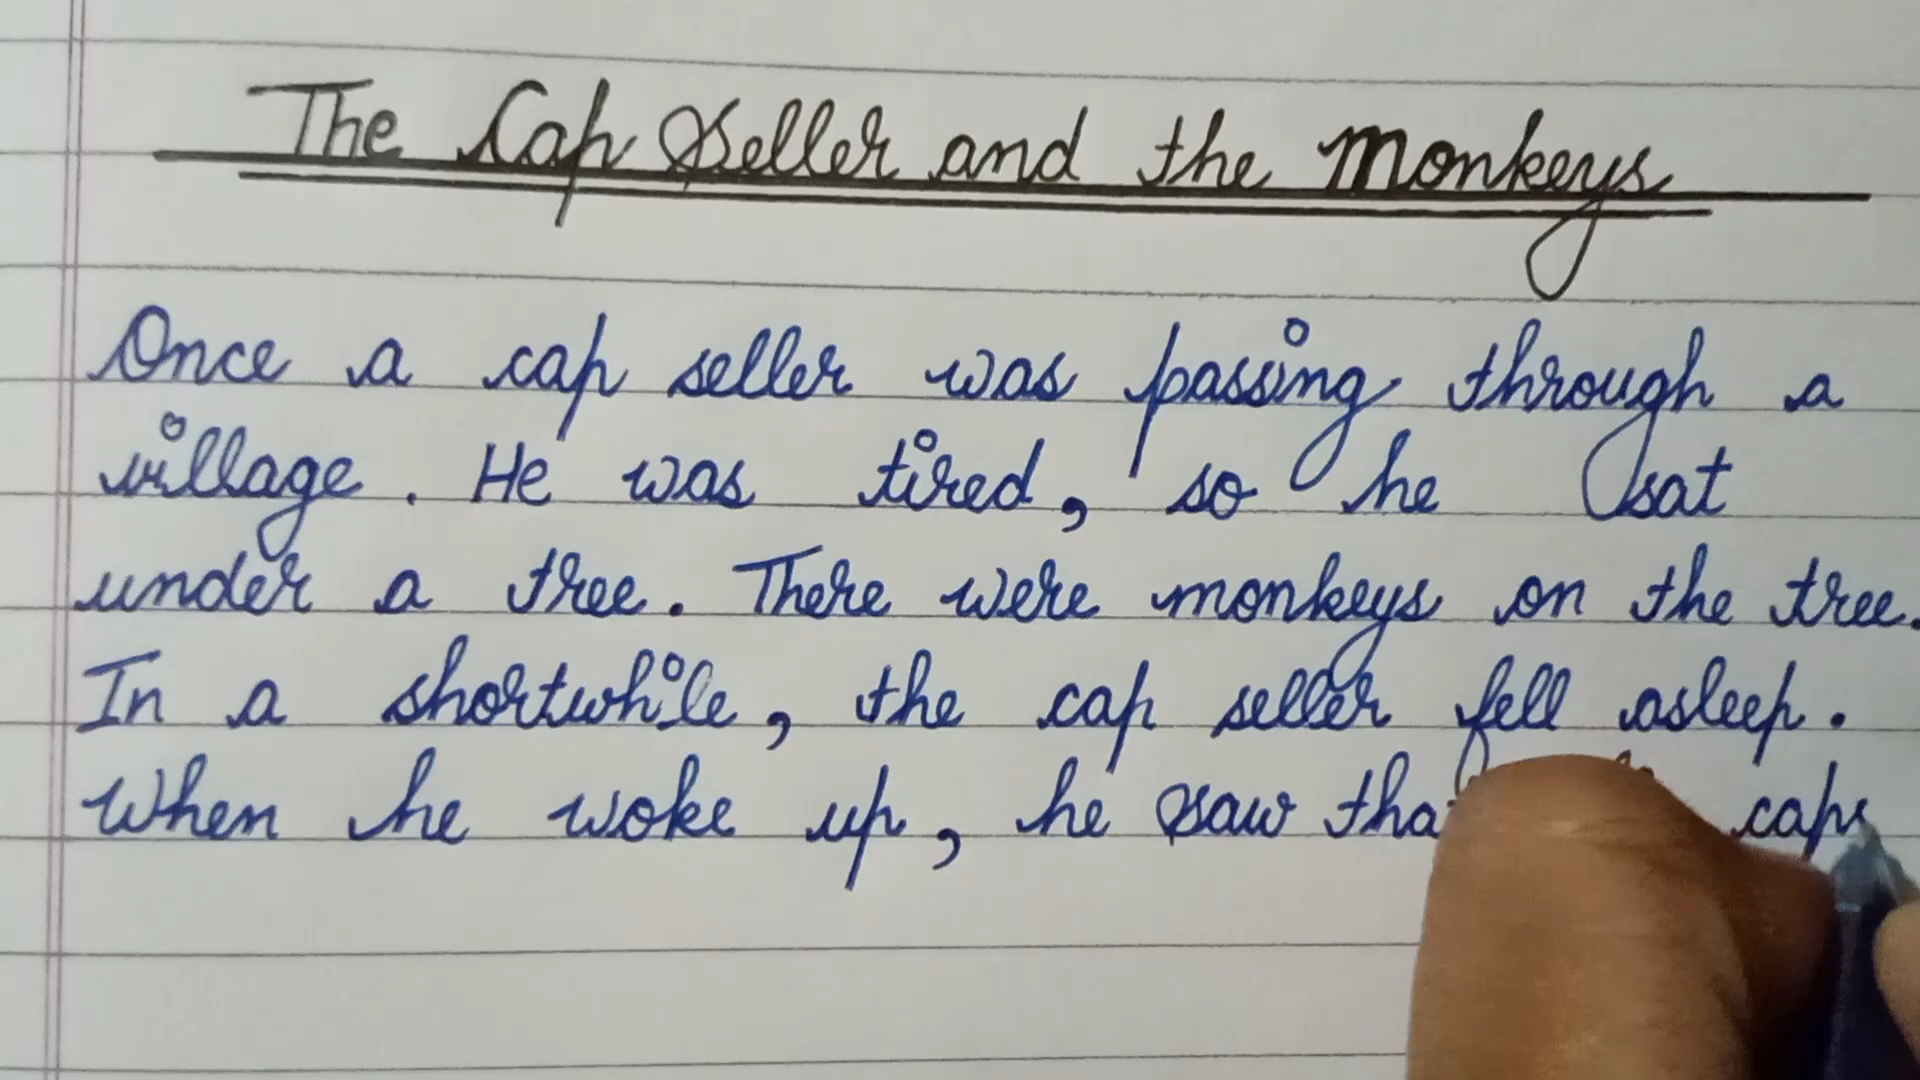 The Cap Seller and the Monkeys
Once a cap seller was passing through a
village. He was tired, so he sat
under a tree. There were monkeys on the tree.
In a shortwhile, the cap seller fell asleep.
When he woke up, he saw caps